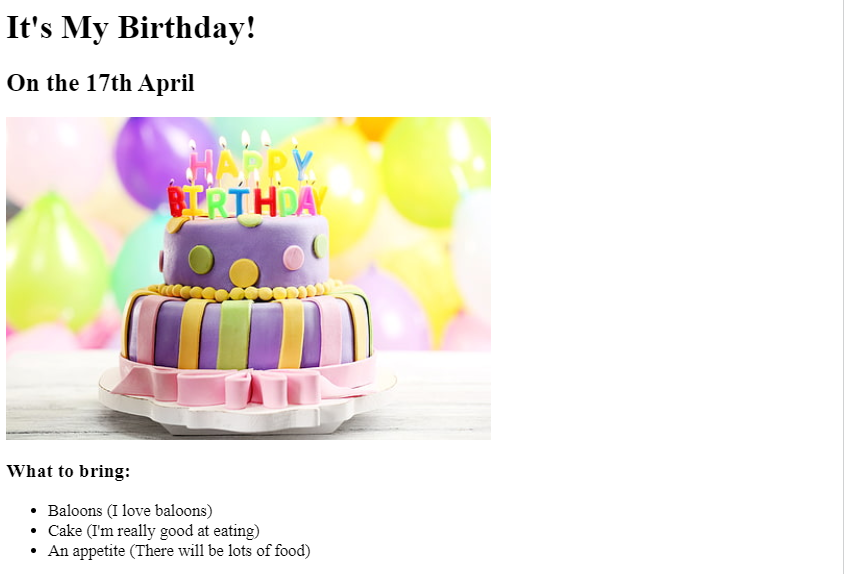 It's My Birthday!
On the 17th April
HAPPY
BIRTHDAY
What to bring:
Baloons (I love baloons)
Cake (I'm really good at eating)
An appetite (There will be lots of food)